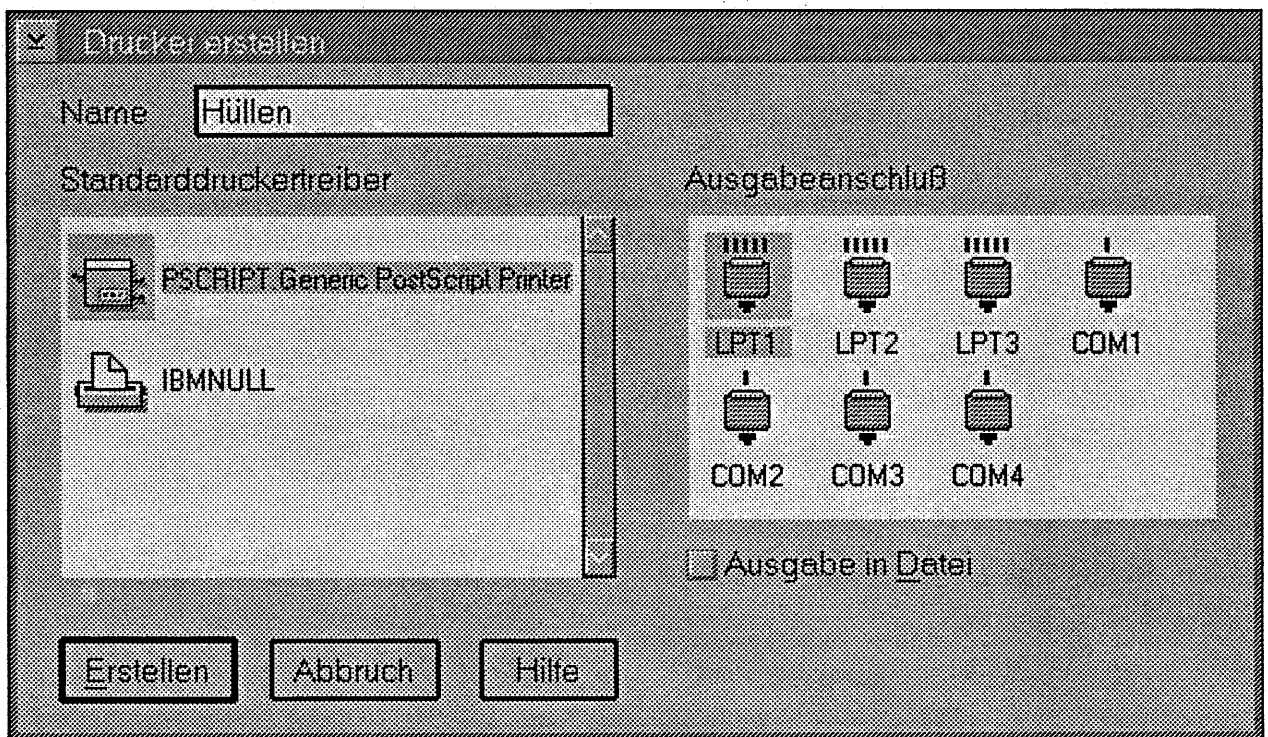 Drucker erstellen
Name Hüllen
Standarddruckertreiber
PSCRIPT.Generic PostScript Printer
IBMNULL
Ausgabeanschluß
LPT1 LPT2 LPT3 COM1
COM2 COM3 COM4
Ausgabe in Datei
Erstellen Abbruch Hilfe